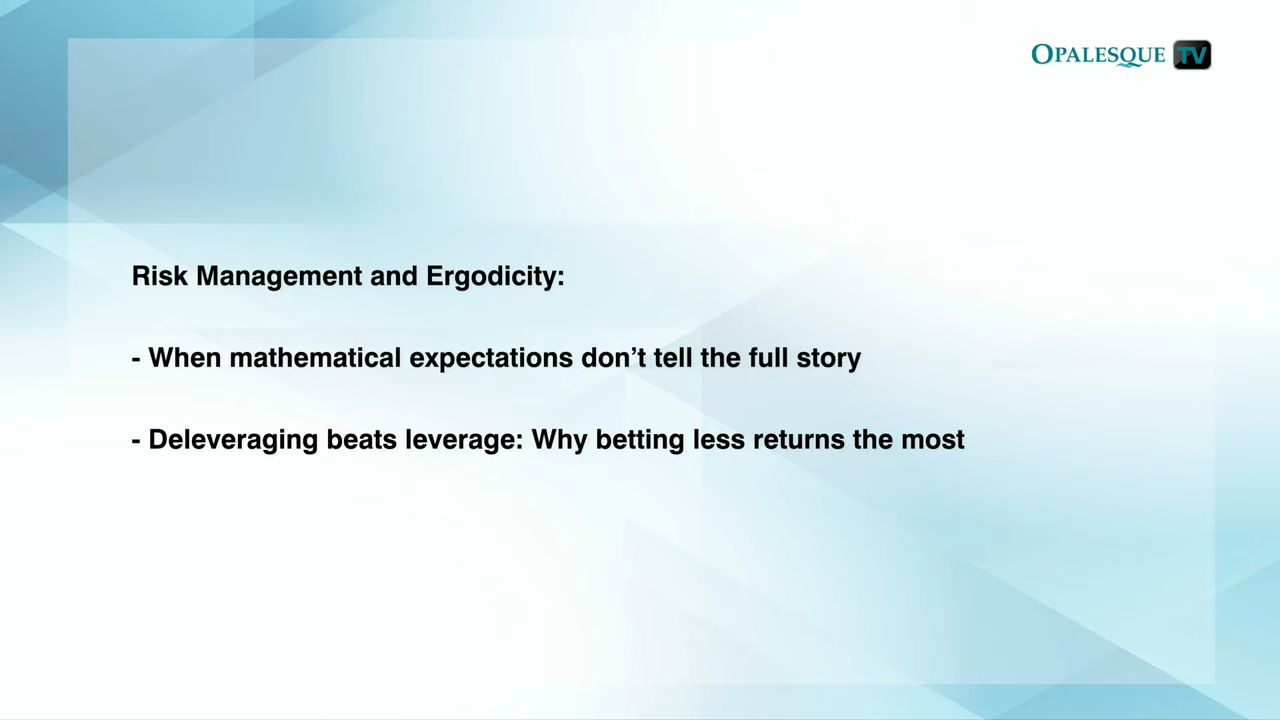 OPALESQUE TV
Risk Management and Ergodicity:
- When mathematical expectations don’t tell the full story
- Deleveraging beats leverage: Why betting less returns the most